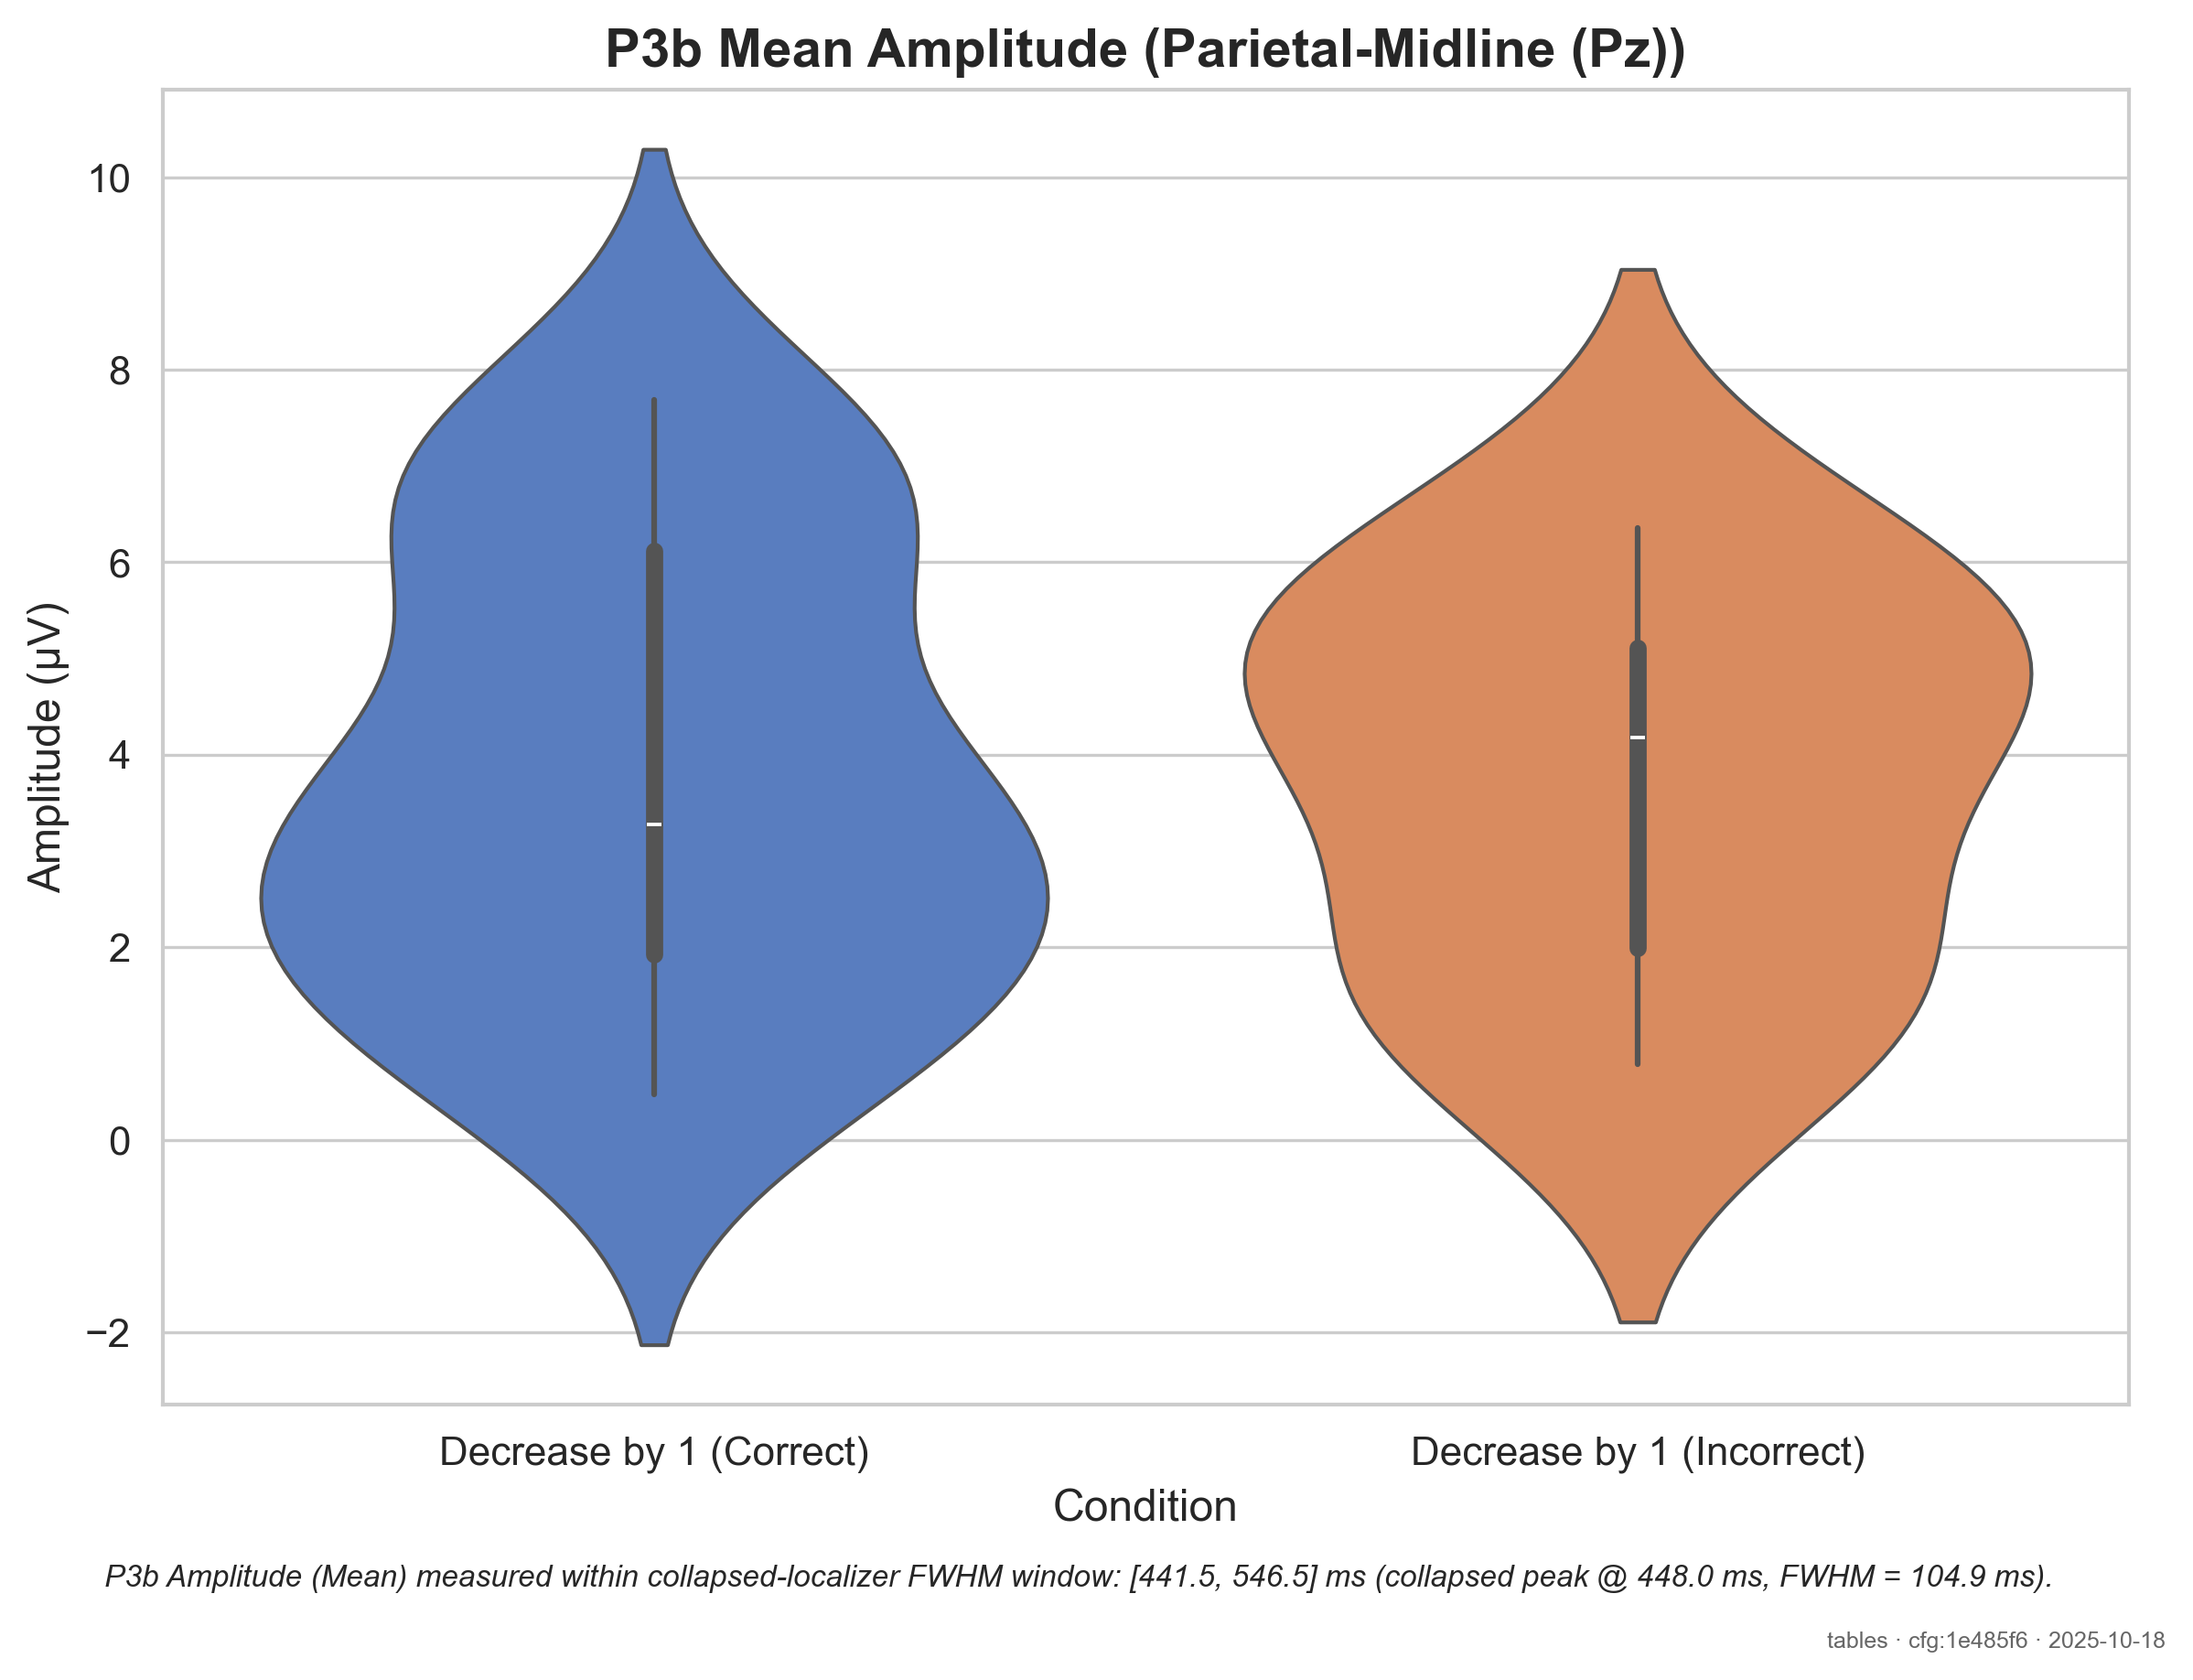 P3b Mean Amplitude (Parietal-Midline (Pz))
Amplitude (µV)
10
8
6
4
2
0
−2
Decrease by 1 (Correct) Decrease by 1 (Incorrect)
Condition
P3b Amplitude (Mean) measured within collapsed-localizer FWHM window: [441.5, 546.5] ms (collapsed peak @ 448.0 ms, FWHM = 104.9 ms).
tables · cfg:1e485f6 · 2025-10-18